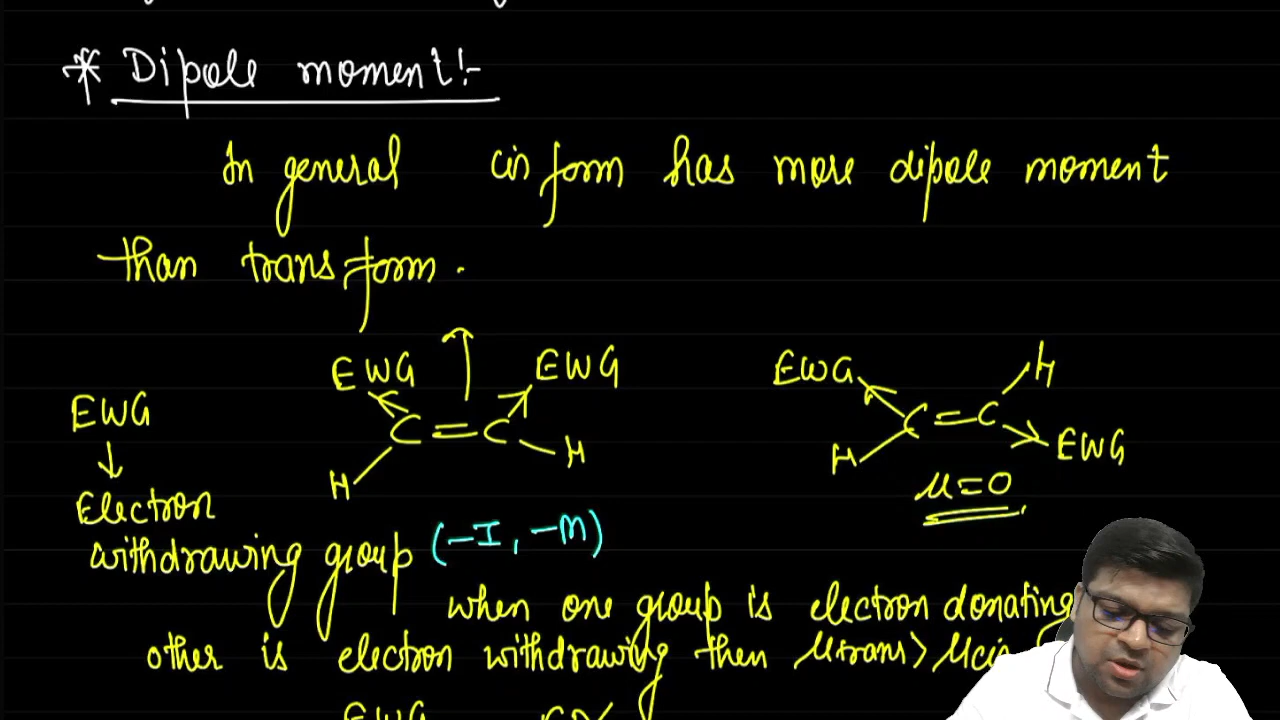 * Dipole moment:-
In general cis form has more dipole moment
than trans form.
EWG EWG EWG H
EWG C = C C = C
H H H EWG
↓ μ=0
Electron
withdrawing group (-I, -M)
when one group is electron donating
other is electron withdrawing then μtrans > μcis
EWG